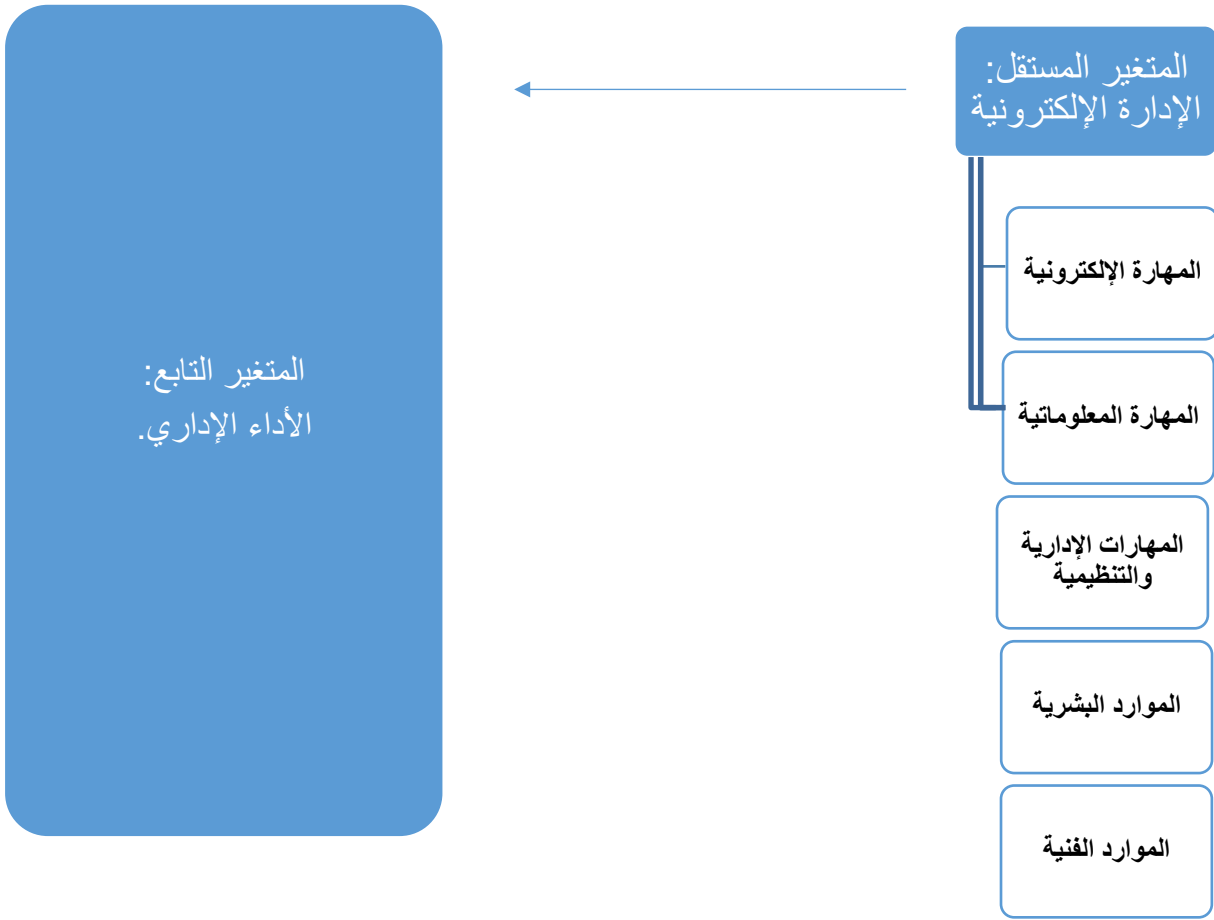 المتغير المستقل:
الإدارة الإلكترونية
المهارة الإلكترونية
المهارة المعلوماتية
المهارات الإدارية
والتنظيمية
الموارد البشرية
الموارد الفنية
المتغير التابع:
الأداء الإداري.